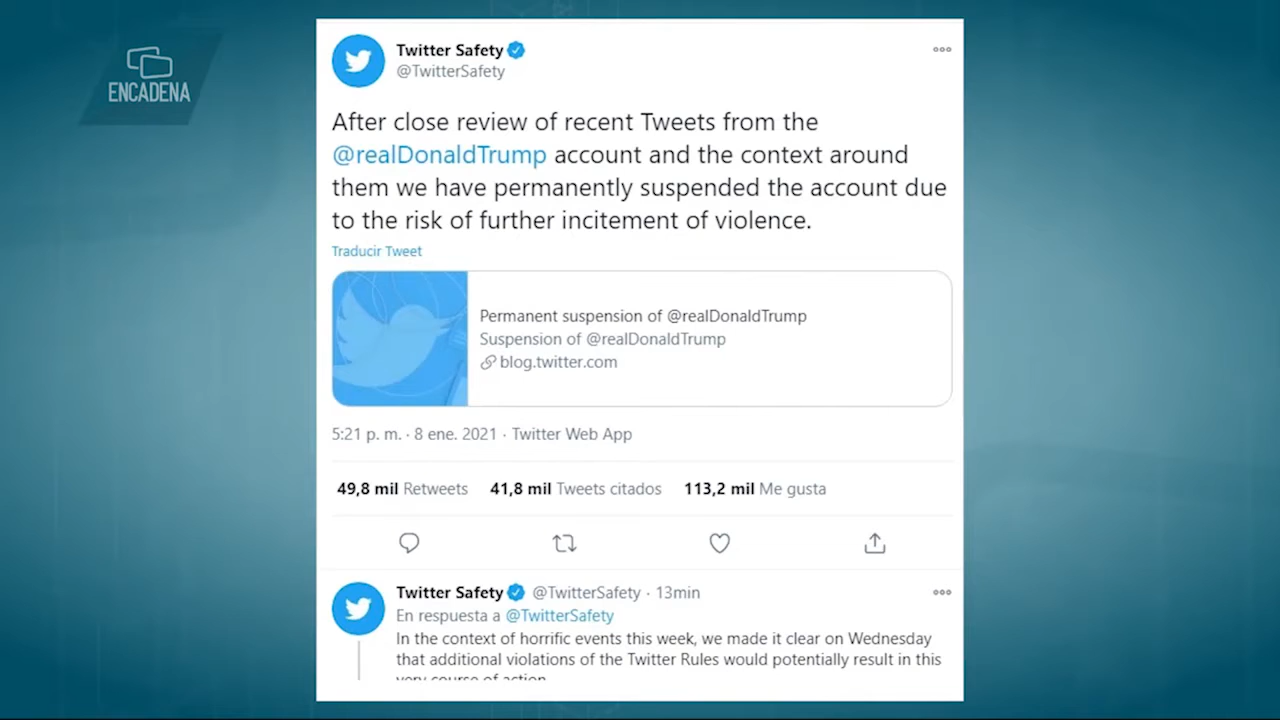 ENCADENA
Twitter Safety
@TwitterSafety
After close review of recent Tweets from the
@realDonaldTrump account and the context around
them we have permanently suspended the account due
to the risk of further incitement of violence.
Traducir Tweet
Permanent suspension of @realDonaldTrump
Suspension of @realDonaldTrump
blog.twitter.com
5:21 p. m. · 8 ene. 2021 · Twitter Web App
49,8 mil Retweets 41,8 mil Tweets citados 113,2 mil Me gusta
Twitter Safety @TwitterSafety · 13min
En respuesta a @TwitterSafety
In the context of horrific events this week, we made it clear on Wednesday
that additional violations of the Twitter Rules would potentially result in this
very course of action.